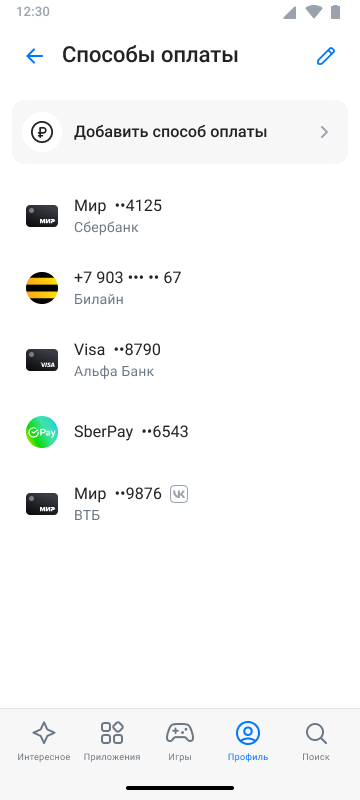 12:30
Способы оплаты
Добавить способ оплаты
Мир ••4125
МИР
Сбербанк
+7 903 ••• •• 67
Билайн
Visa ••8790
VISA
Альфа Банк
Pay
SberPay ••6543
Мир ••9876
МИР
ВТБ
Интересное Приложения Игры Профиль Поиск